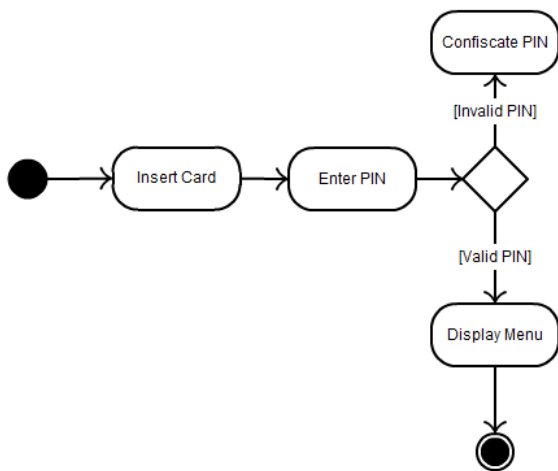 Confiscate PIN
[Invalid PIN]
Insert Card
Enter PIN
[Valid PIN]
Display Menu